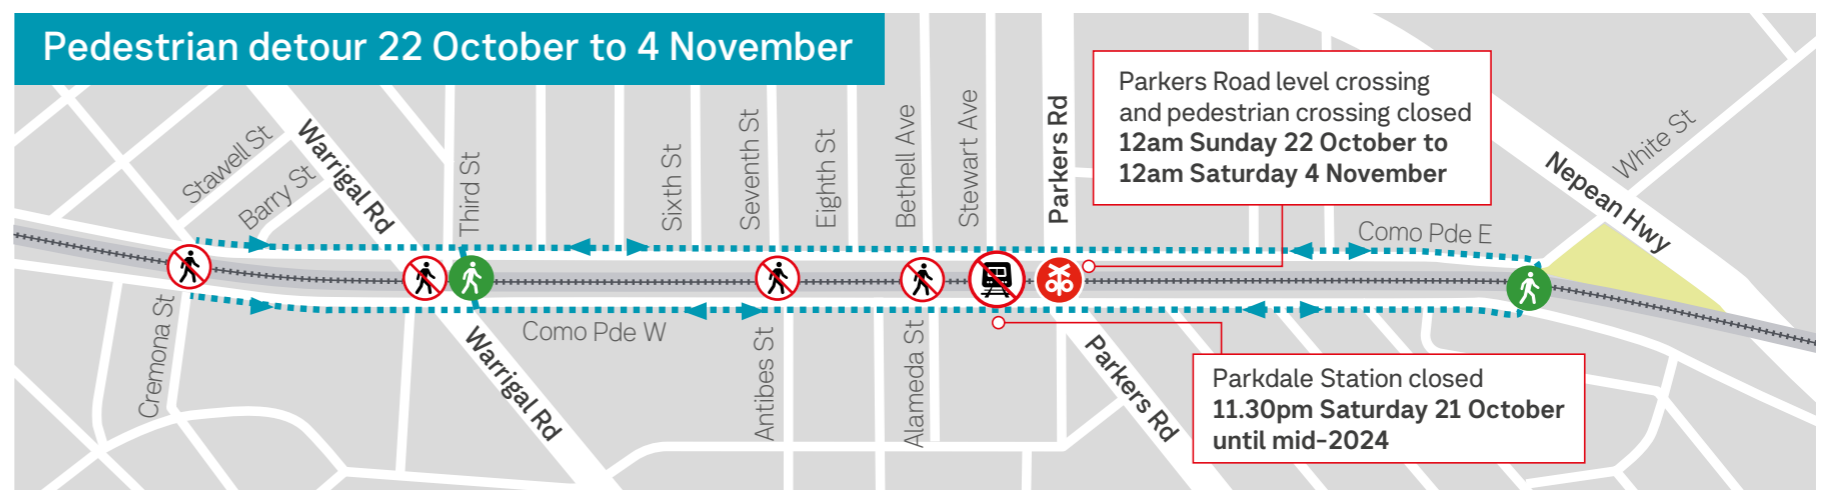 Pedestrian detour 22 October to 4 November
Parkers Road level crossing
and pedestrian crossing closed
12am Sunday 22 October to
12am Saturday 4 November
Stawell St
Barry St
Warrigal Rd
Third St
Sixth St
Seventh St
Eighth St
Bethell Ave
Stewart Ave
Parkers Rd
White St
Nepean Hwy
Como Pde E
Cremona St
Como Pde W
Warrigal Rd
Antibes St
Alameda St
Parkers Rd
Parkdale Station closed
11.30pm Saturday 21 October
until mid-2024